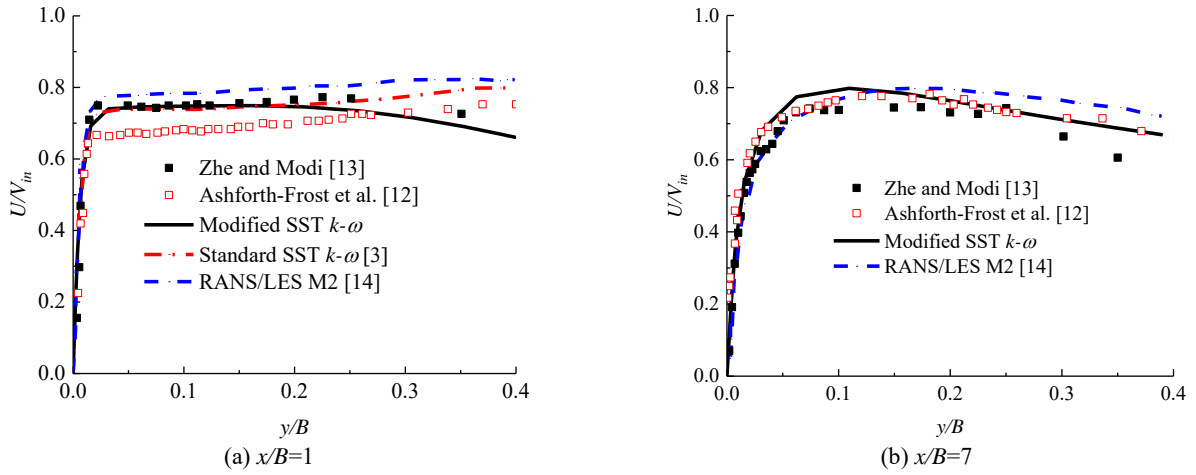 1.0
0.8
0.6
0.4
0.2
0.0
U/V_in
0.0 0.1 0.2 0.3 0.4
y/B
Zhe and Modi [13]
Ashforth-Frost et al. [12]
Modified SST k-ω
Standard SST k-ω [3]
RANS/LES M2 [14]
(a) x/B=1
1.0
0.8
0.6
0.4
0.2
0.0
U/V_in
0.0 0.1 0.2 0.3 0.4
y/B
Zhe and Modi [13]
Ashforth-Frost et al. [12]
Modified SST k-ω
RANS/LES M2 [14]
(b) x/B=7